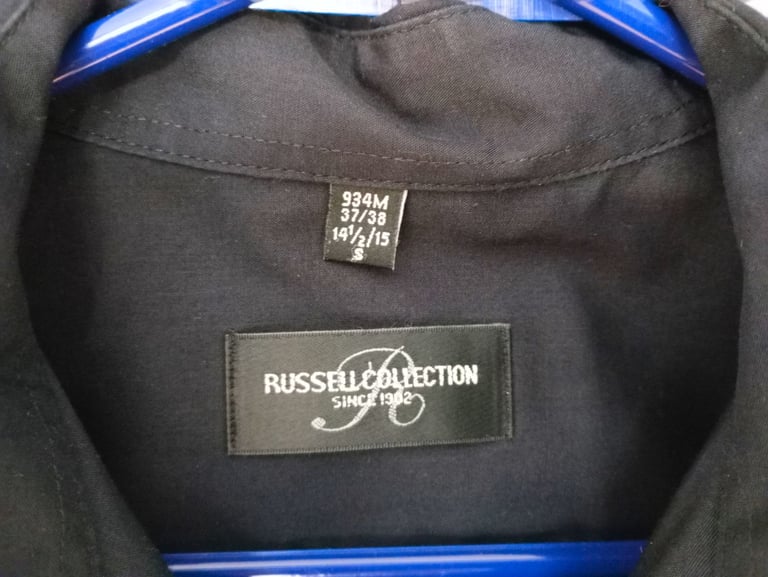 934M
37/38
14½/15
S
RUSSELL COLLECTION
SINCE 1902
R